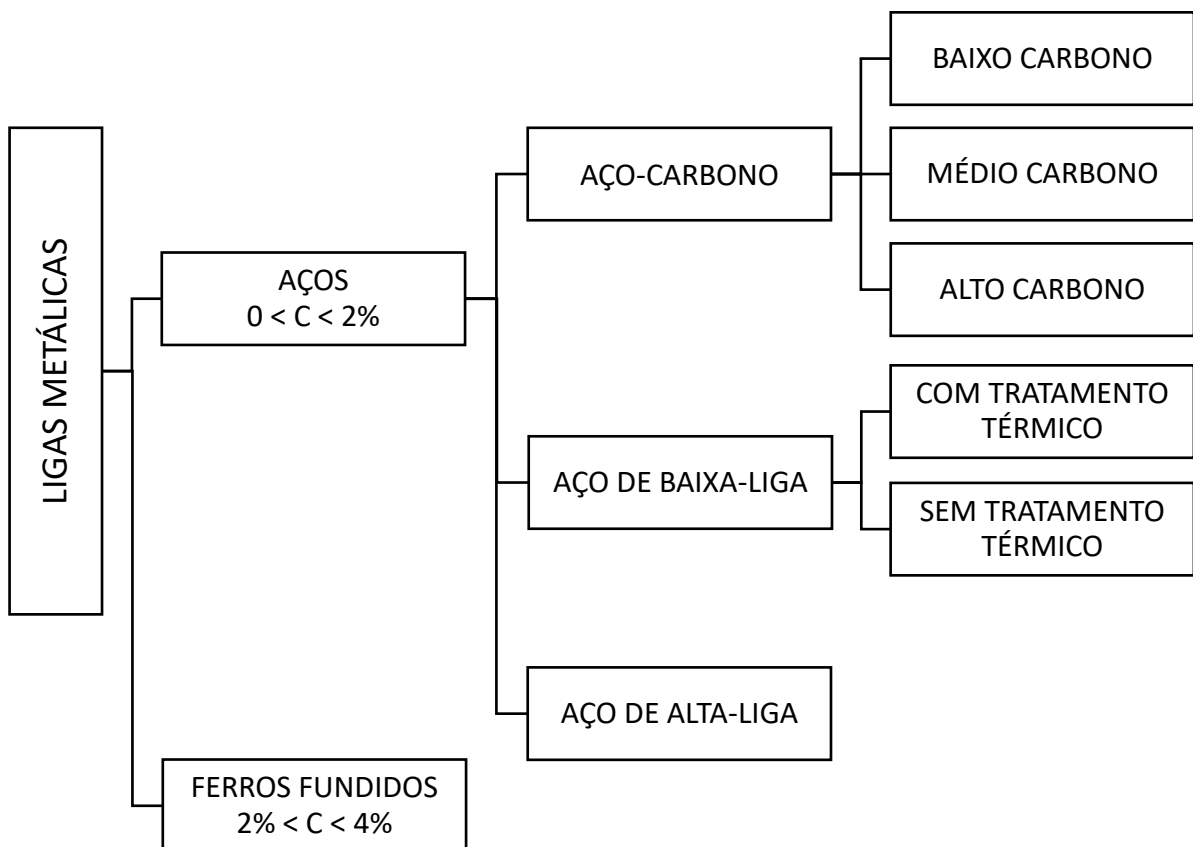 LIGAS METÁLICAS
AÇOS
0 < C < 2%
FERROS FUNDIDOS
2% < C < 4%
AÇO-CARBONO
AÇO DE BAIXA-LIGA
AÇO DE ALTA-LIGA
BAIXO CARBONO
MÉDIO CARBONO
ALTO CARBONO
COM TRATAMENTO
TÉRMICO
SEM TRATAMENTO
TÉRMICO